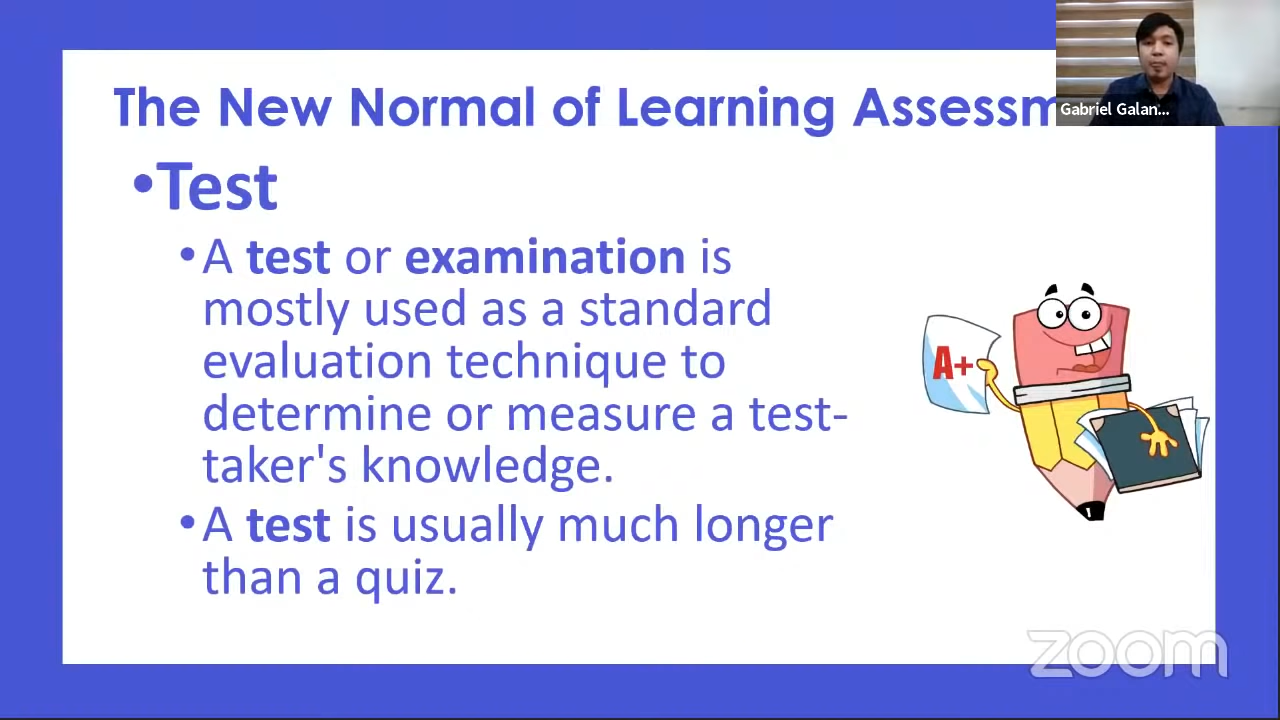 The New Normal of Learning Assessm
Gabriel Galan...
•Test
•A test or examination is
mostly used as a standard
evaluation technique to
determine or measure a test-
taker's knowledge.
•A test is usually much longer
than a quiz.
A+
zoom